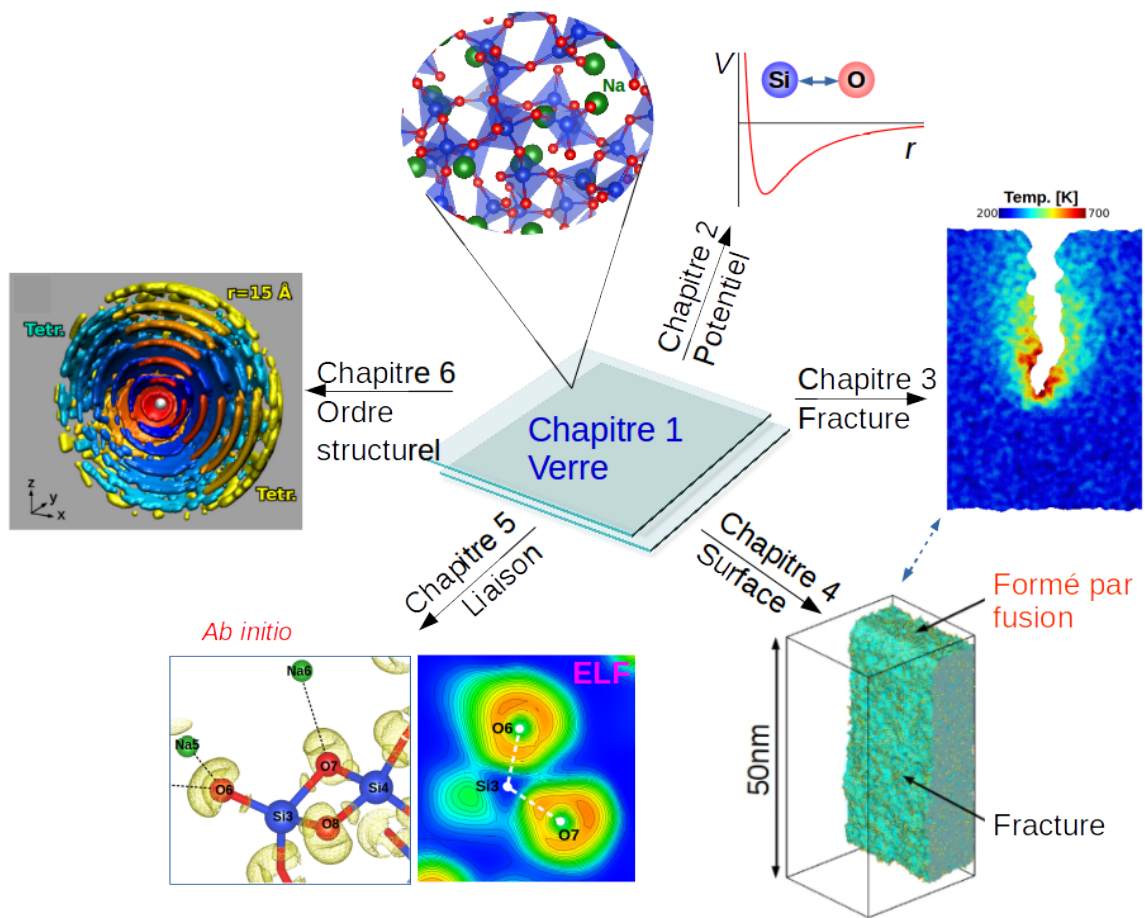 Na
V
Si
O
r
Temp. [K]
200
700
Chapitre 2
Potentiel
r=15 Å
Tetr.
Tetr.
z
y
x
Chapitre 6
Ordre
structurel
Chapitre 1
Verre
Chapitre 3
Fracture
Chapitre 5
Liaison
Chapitre 4
Surface
Ab initio
Na6
Na5
O6
O7
Si3
Si4
O8
ELF
O6
Si3
O7
Formé par
fusion
50nm
Fracture